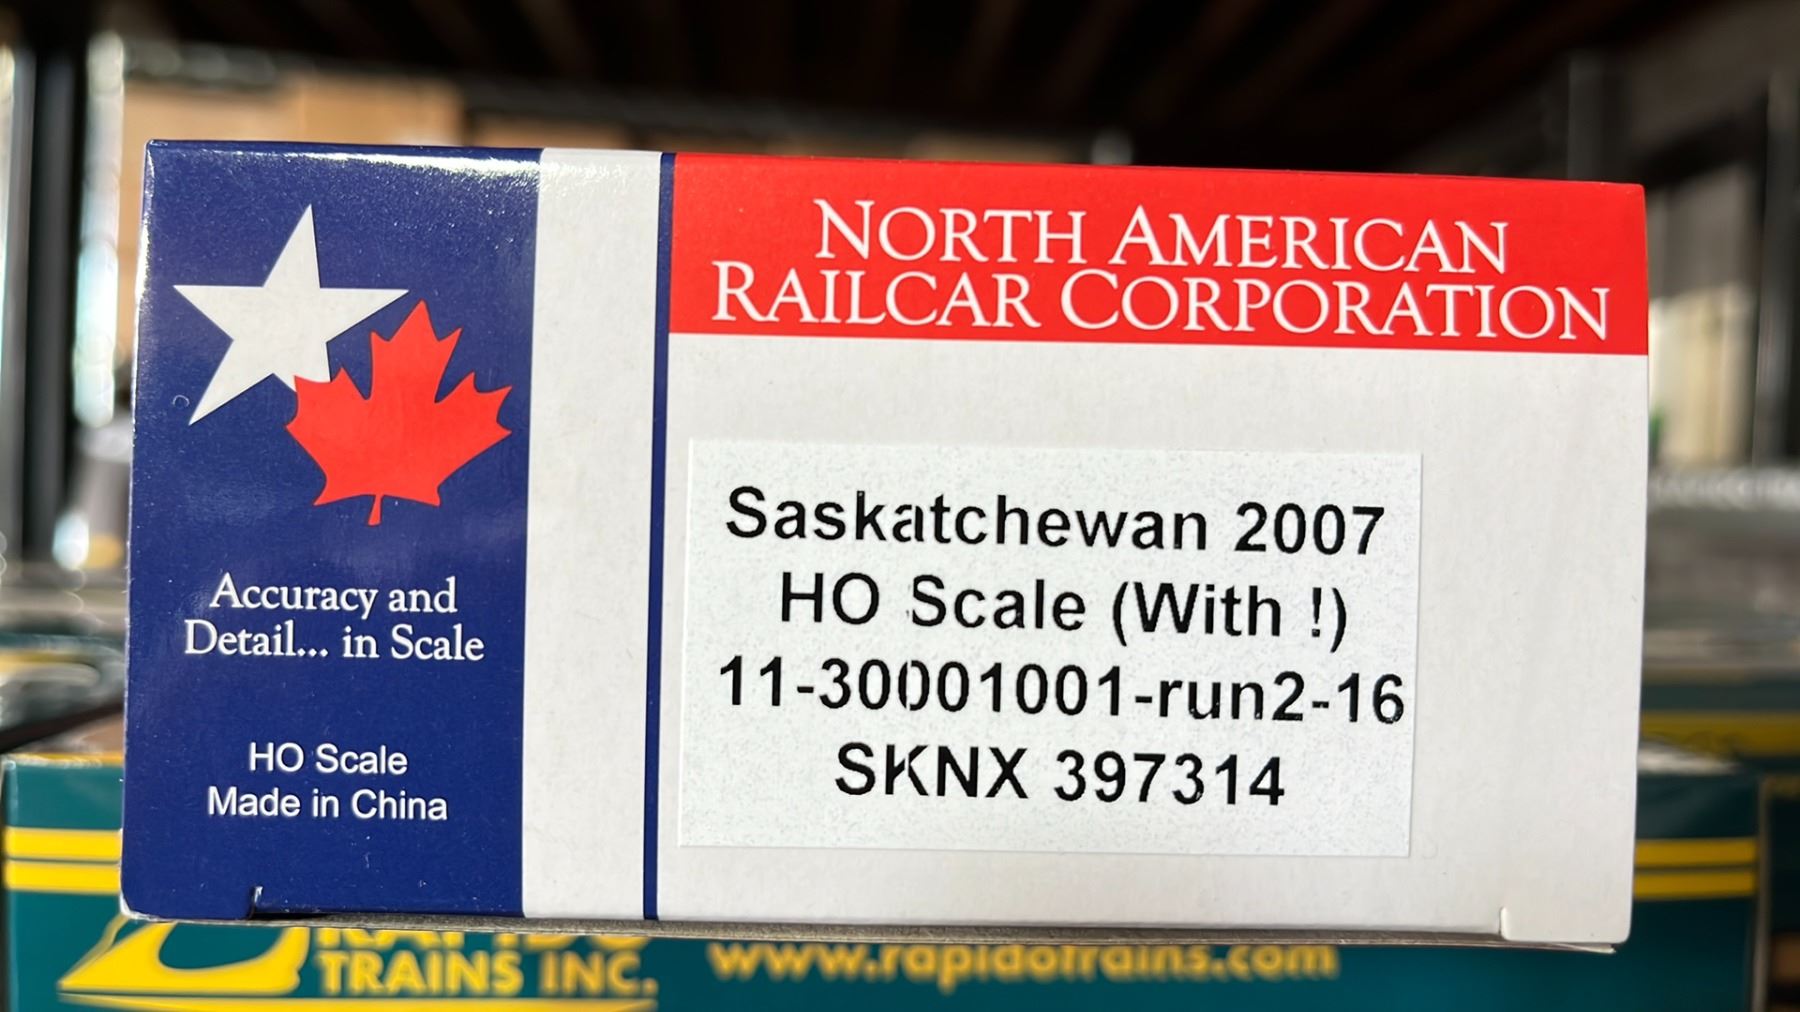 NORTH AMERICAN
RAILCAR CORPORATION
Accuracy and
Detail... in Scale
HO Scale
Made in China
Saskatchewan 2007
HO Scale (With !)
11-30001001-run2-16
SKNX 397314
TRAINS INC.
www.rapidotrains.com